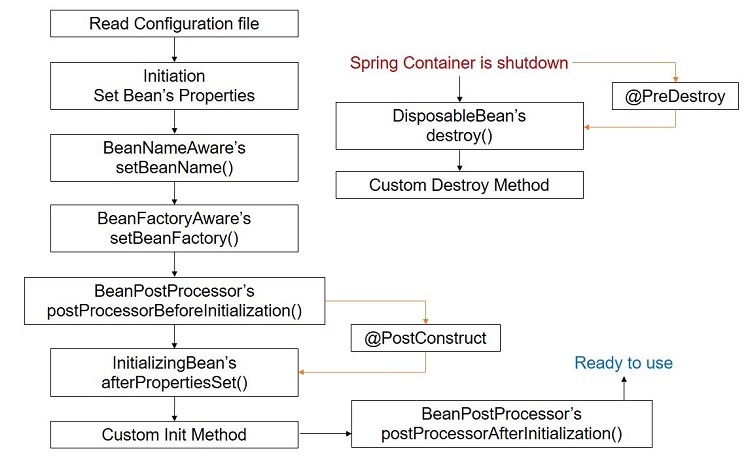 Read Configuration file
Initiation
Set Bean's Properties
BeanNameAware's
setBeanName()
BeanFactoryAware's
setBeanFactory()
BeanPostProcessor's
postProcessorBeforeInitialization()
@PostConstruct
InitializingBean's
afterPropertiesSet()
Custom Init Method
BeanPostProcessor's
postProcessorAfterInitialization()
Ready to use
Spring Container is shutdown
@PreDestroy
DisposableBean's
destroy()
Custom Destroy Method